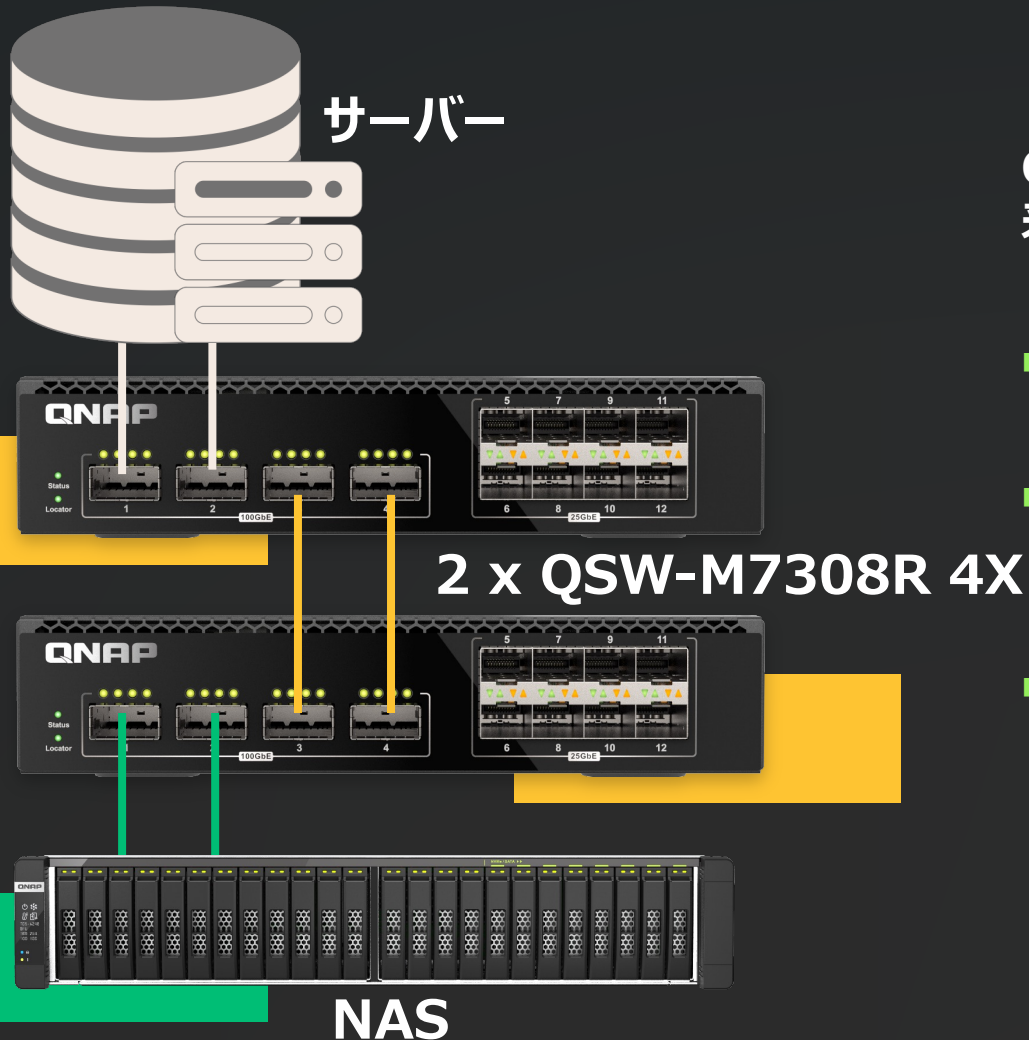 サーバー
QNAP
5 7 9 11
Status
Locator
1 2 4
100GbE
6 8 10 12
25GbE
2 x QSW-M7308R 4X
QNAP
5 7 9 11
Status
Locator
1 3 4
100GbE
6 8 10 12
25GbE
QNAP
NAS